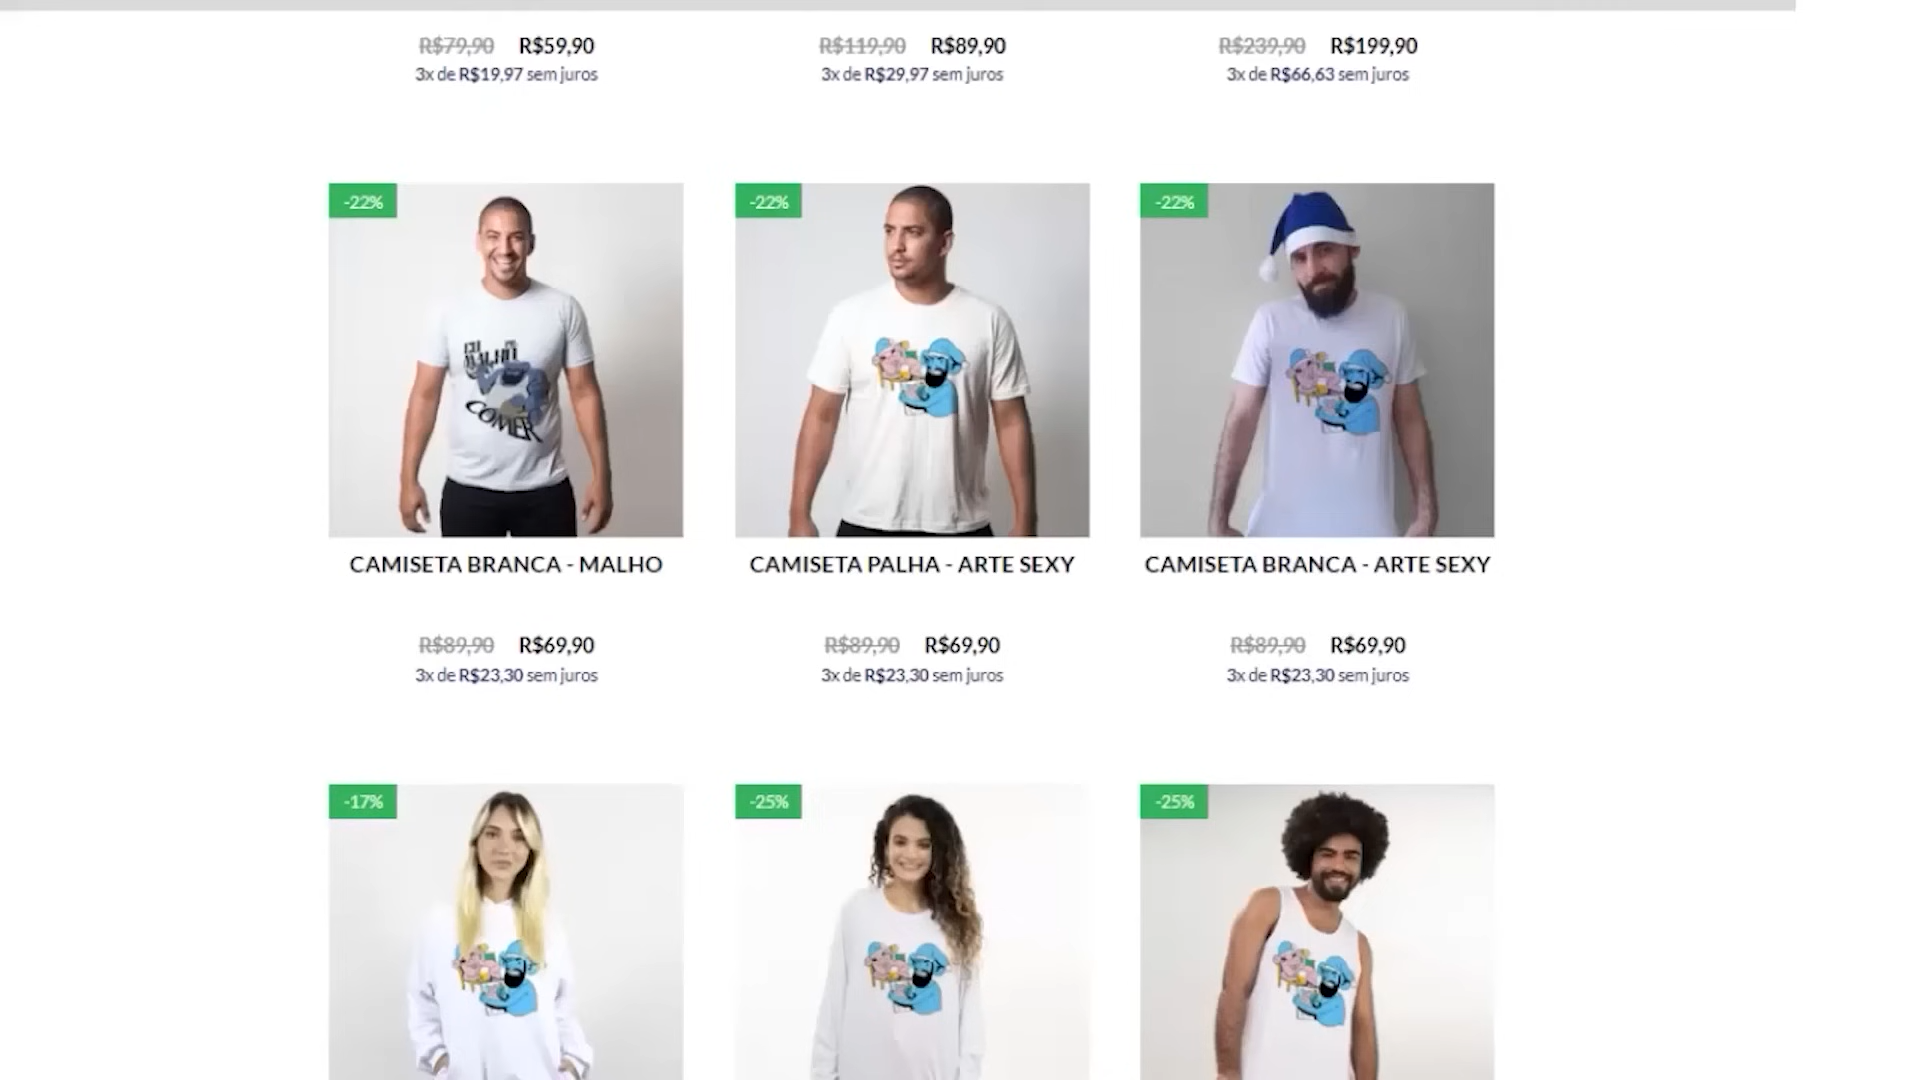 R$79,90 R$59,90
3x de R$19,97 sem juros
R$119,90 R$89,90
3x de R$29,97 sem juros
R$239,90 R$199,90
3x de R$66,63 sem juros
-22%
COMER
CAMISETA BRANCA - MALHO
R$89,90 R$69,90
3x de R$23,30 sem juros
-22%
CAMISETA PALHA - ARTE SEXY
R$89,90 R$69,90
3x de R$23,30 sem juros
-22%
CAMISETA BRANCA - ARTE SEXY
R$89,90 R$69,90
3x de R$23,30 sem juros
-17%
-25%
-25%